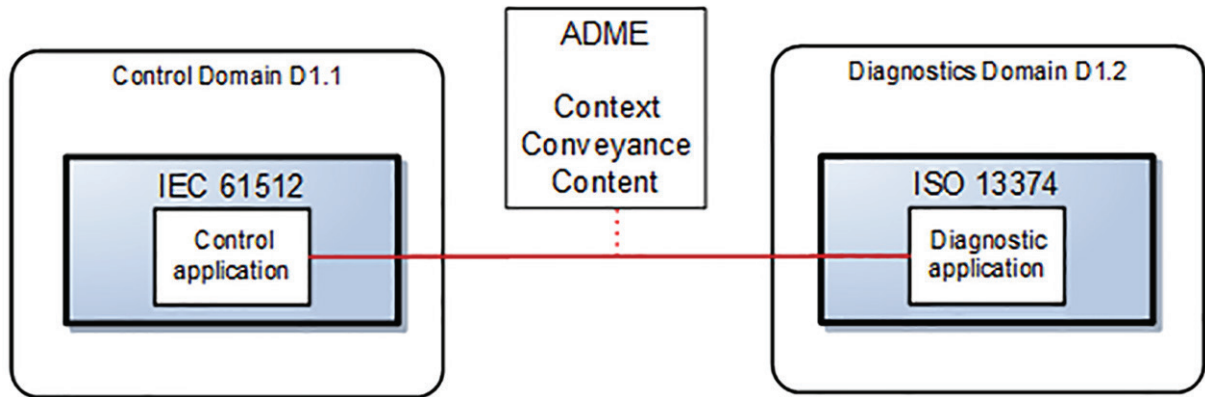 Control Domain D1.1
IEC 61512
Control
application
ADME
Context
Conveyance
Content
Diagnostics Domain D1.2
ISO 13374
Diagnostic
application